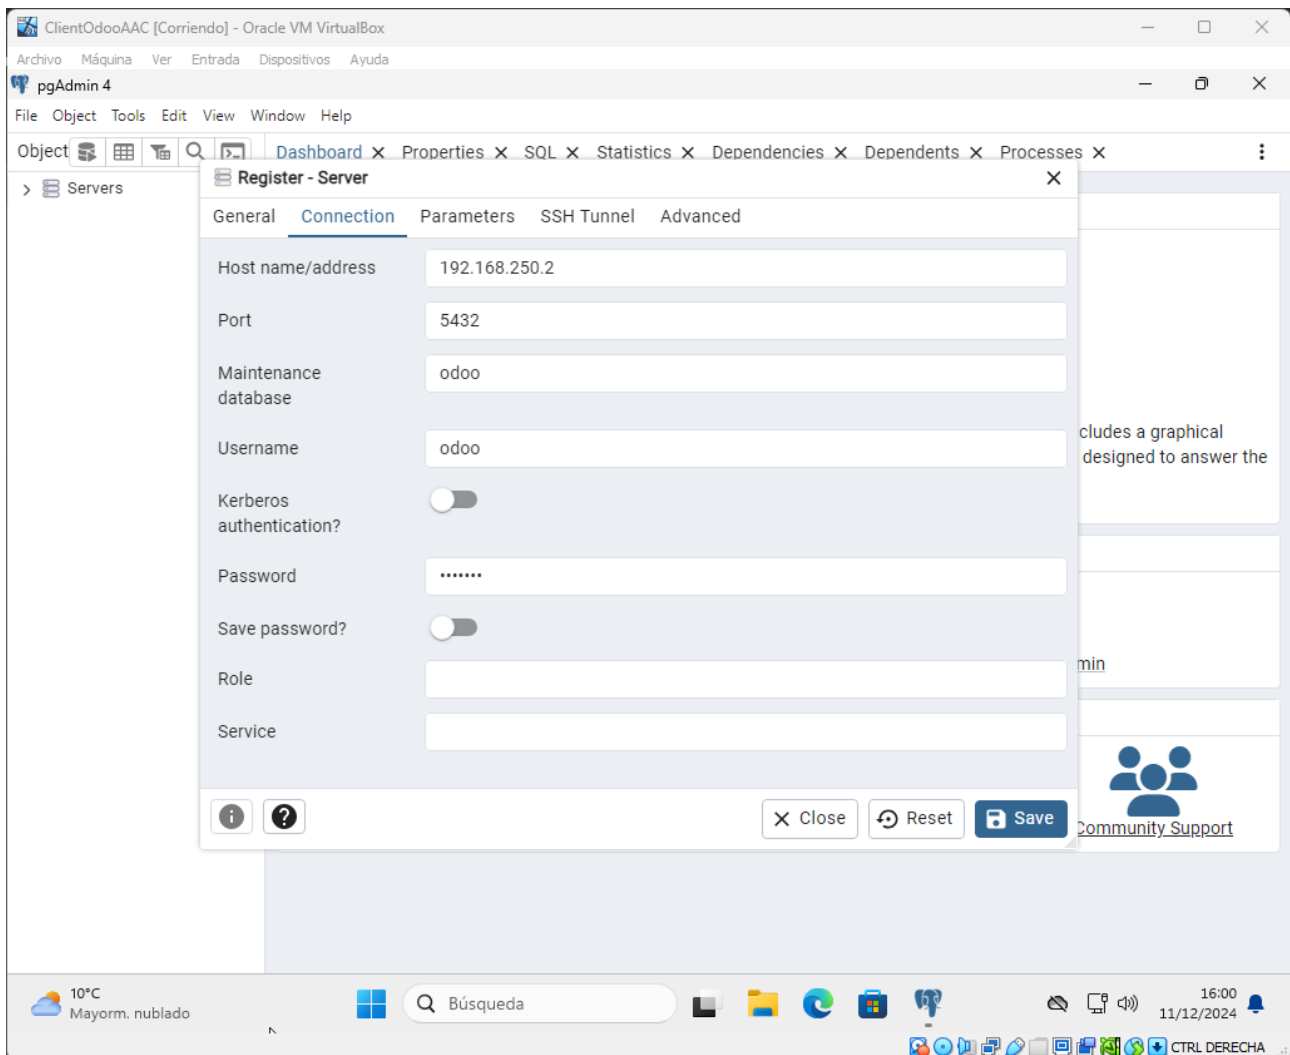 ClientOdooAAC [Corriendo] - Oracle VM VirtualBox
Archivo Máquina Ver Entrada Dispositivos Ayuda
pgAdmin 4
File Object Tools Edit View Window Help
Object
Dashboard Properties SQL Statistics Dependencies Dependents Processes
Servers
Register - Server
General Connection Parameters SSH Tunnel Advanced
Host name/address 192.168.250.2
Port 5432
Maintenance
database
odoo
Username odoo
cludes a graphical
designed to answer the
Kerberos
authentication?
Password •••••••
Save password?
Role
min
Service
Close Reset Save
Community Support
10°C
Mayorm. nublado
Búsqueda
16:00
11/12/2024
CTRL DERECHA